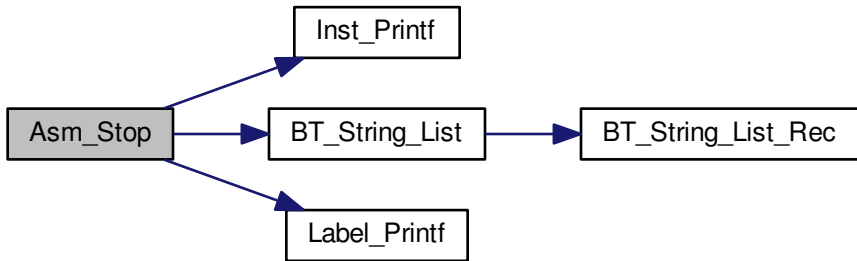 Inst_Printf
Asm_Stop
BT_String_List
BT_String_List_Rec
Label_Printf